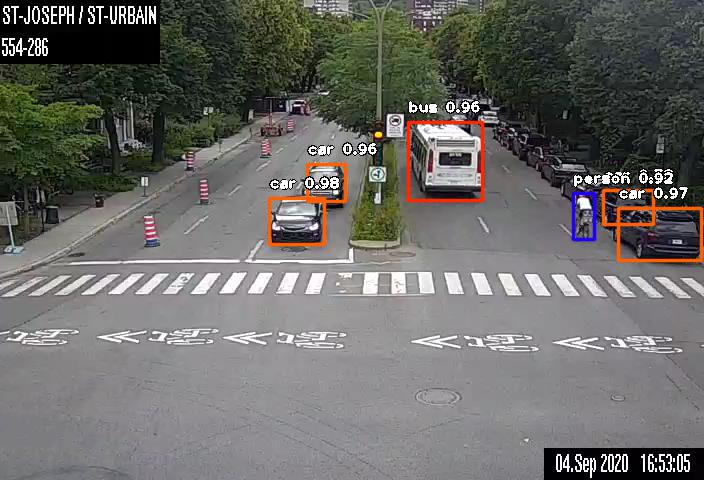 ST-JOSEPH / ST-URBAIN
554-286
bus 0.96
car 0.96
car 0.98
person 0.92
car 0.97
04.Sep 2020 16:53:05